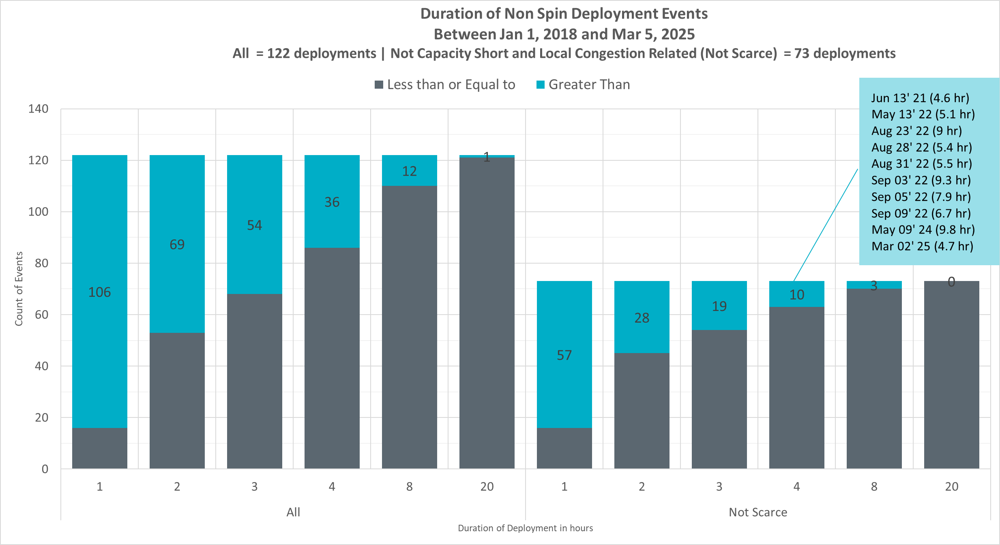 Duration of Non Spin Deployment Events
Between Jan 1, 2018 and Mar 5, 2025
All = 122 deployments | Not Capacity Short and Local Congestion Related (Not Scarce) = 73 deployments
Less than or Equal to
Greater Than
Jun 13' 21 (4.6 hr)
May 13' 22 (5.1 hr)
Aug 23' 22 (9 hr)
Aug 28' 22 (5.4 hr)
Aug 31' 22 (5.5 hr)
Sep 03' 22 (9.3 hr)
Sep 05' 22 (7.9 hr)
Sep 09' 22 (6.7 hr)
May 09' 24 (9.8 hr)
Mar 02' 25 (4.7 hr)
Count of Events
140
120
100
80
60
40
20
0
106
69
54
36
12
1
57
28
19
10
3
0
1 2 3 4 8 20 1 2 3 4 8 20
All Not Scarce
Duration of Deployment in hours